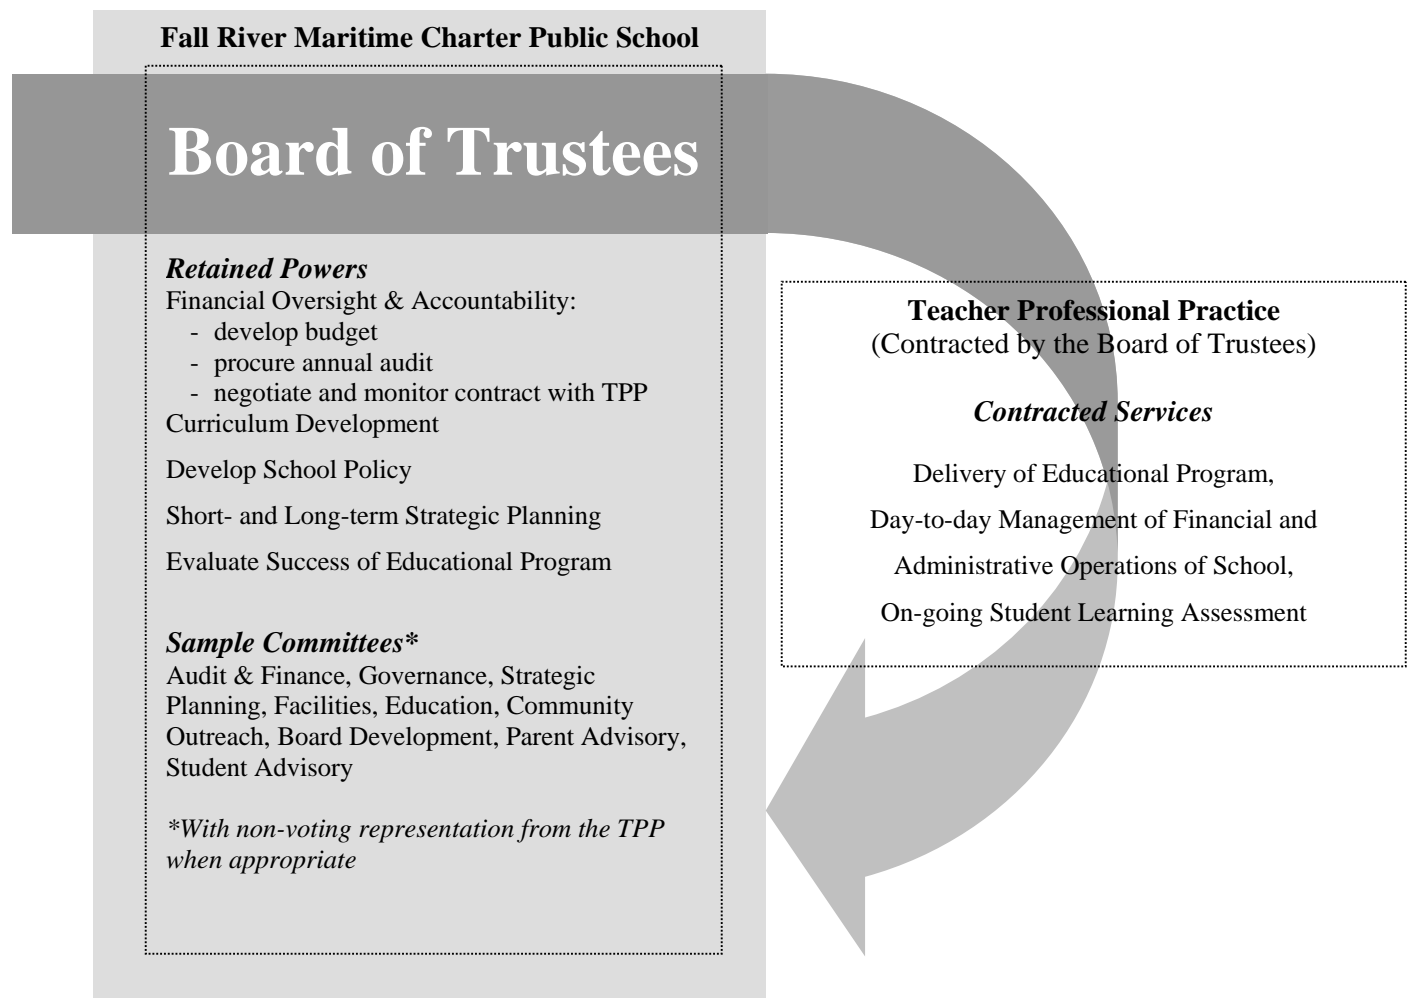 Fall River Maritime Charter Public School
Board of Trustees
Retained Powers
Financial Oversight & Accountability:
- develop budget
- procure annual audit
- negotiate and monitor contract with TPP
Curriculum Development
Develop School Policy
Short- and Long-term Strategic Planning
Evaluate Success of Educational Program
Sample Committees*
Audit & Finance, Governance, Strategic
Planning, Facilities, Education, Community
Outreach, Board Development, Parent Advisory,
Student Advisory
*With non-voting representation from the TPP
when appropriate
Teacher Professional Practice
(Contracted by the Board of Trustees)
Contracted Services
Delivery of Educational Program,
Day-to-day Management of Financial and
Administrative Operations of School,
On-going Student Learning Assessment